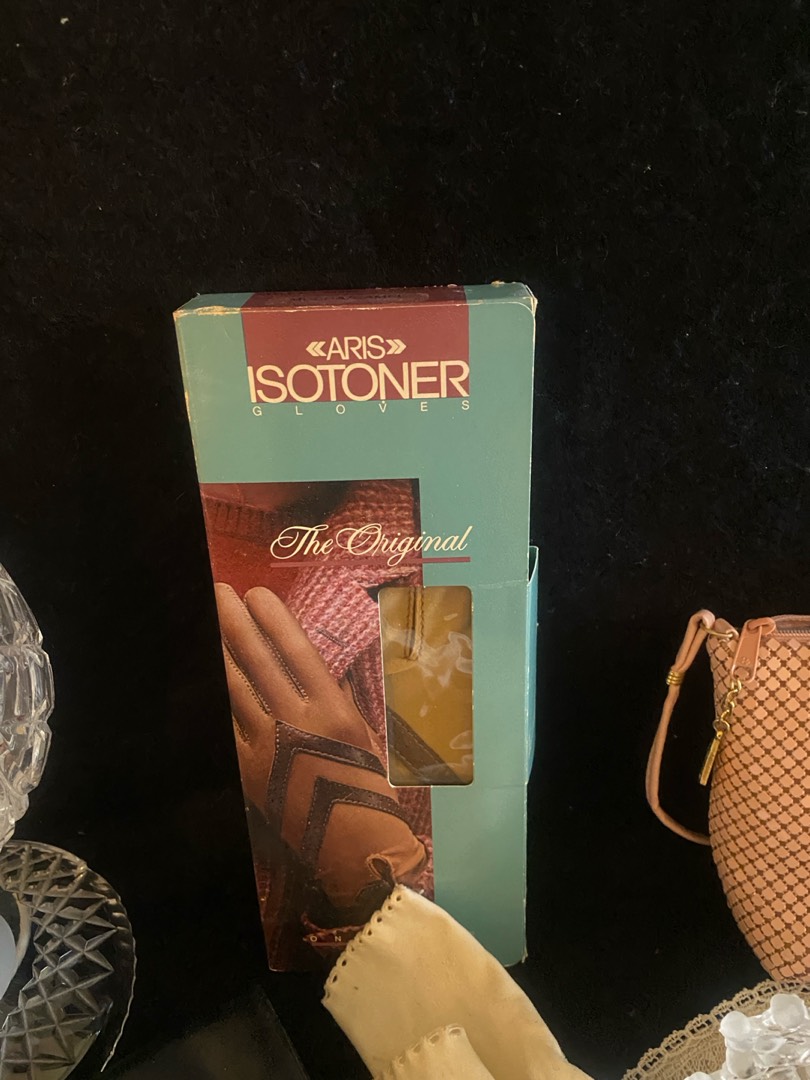 «ARIS»
ISOTONER
GLOVES
The Original